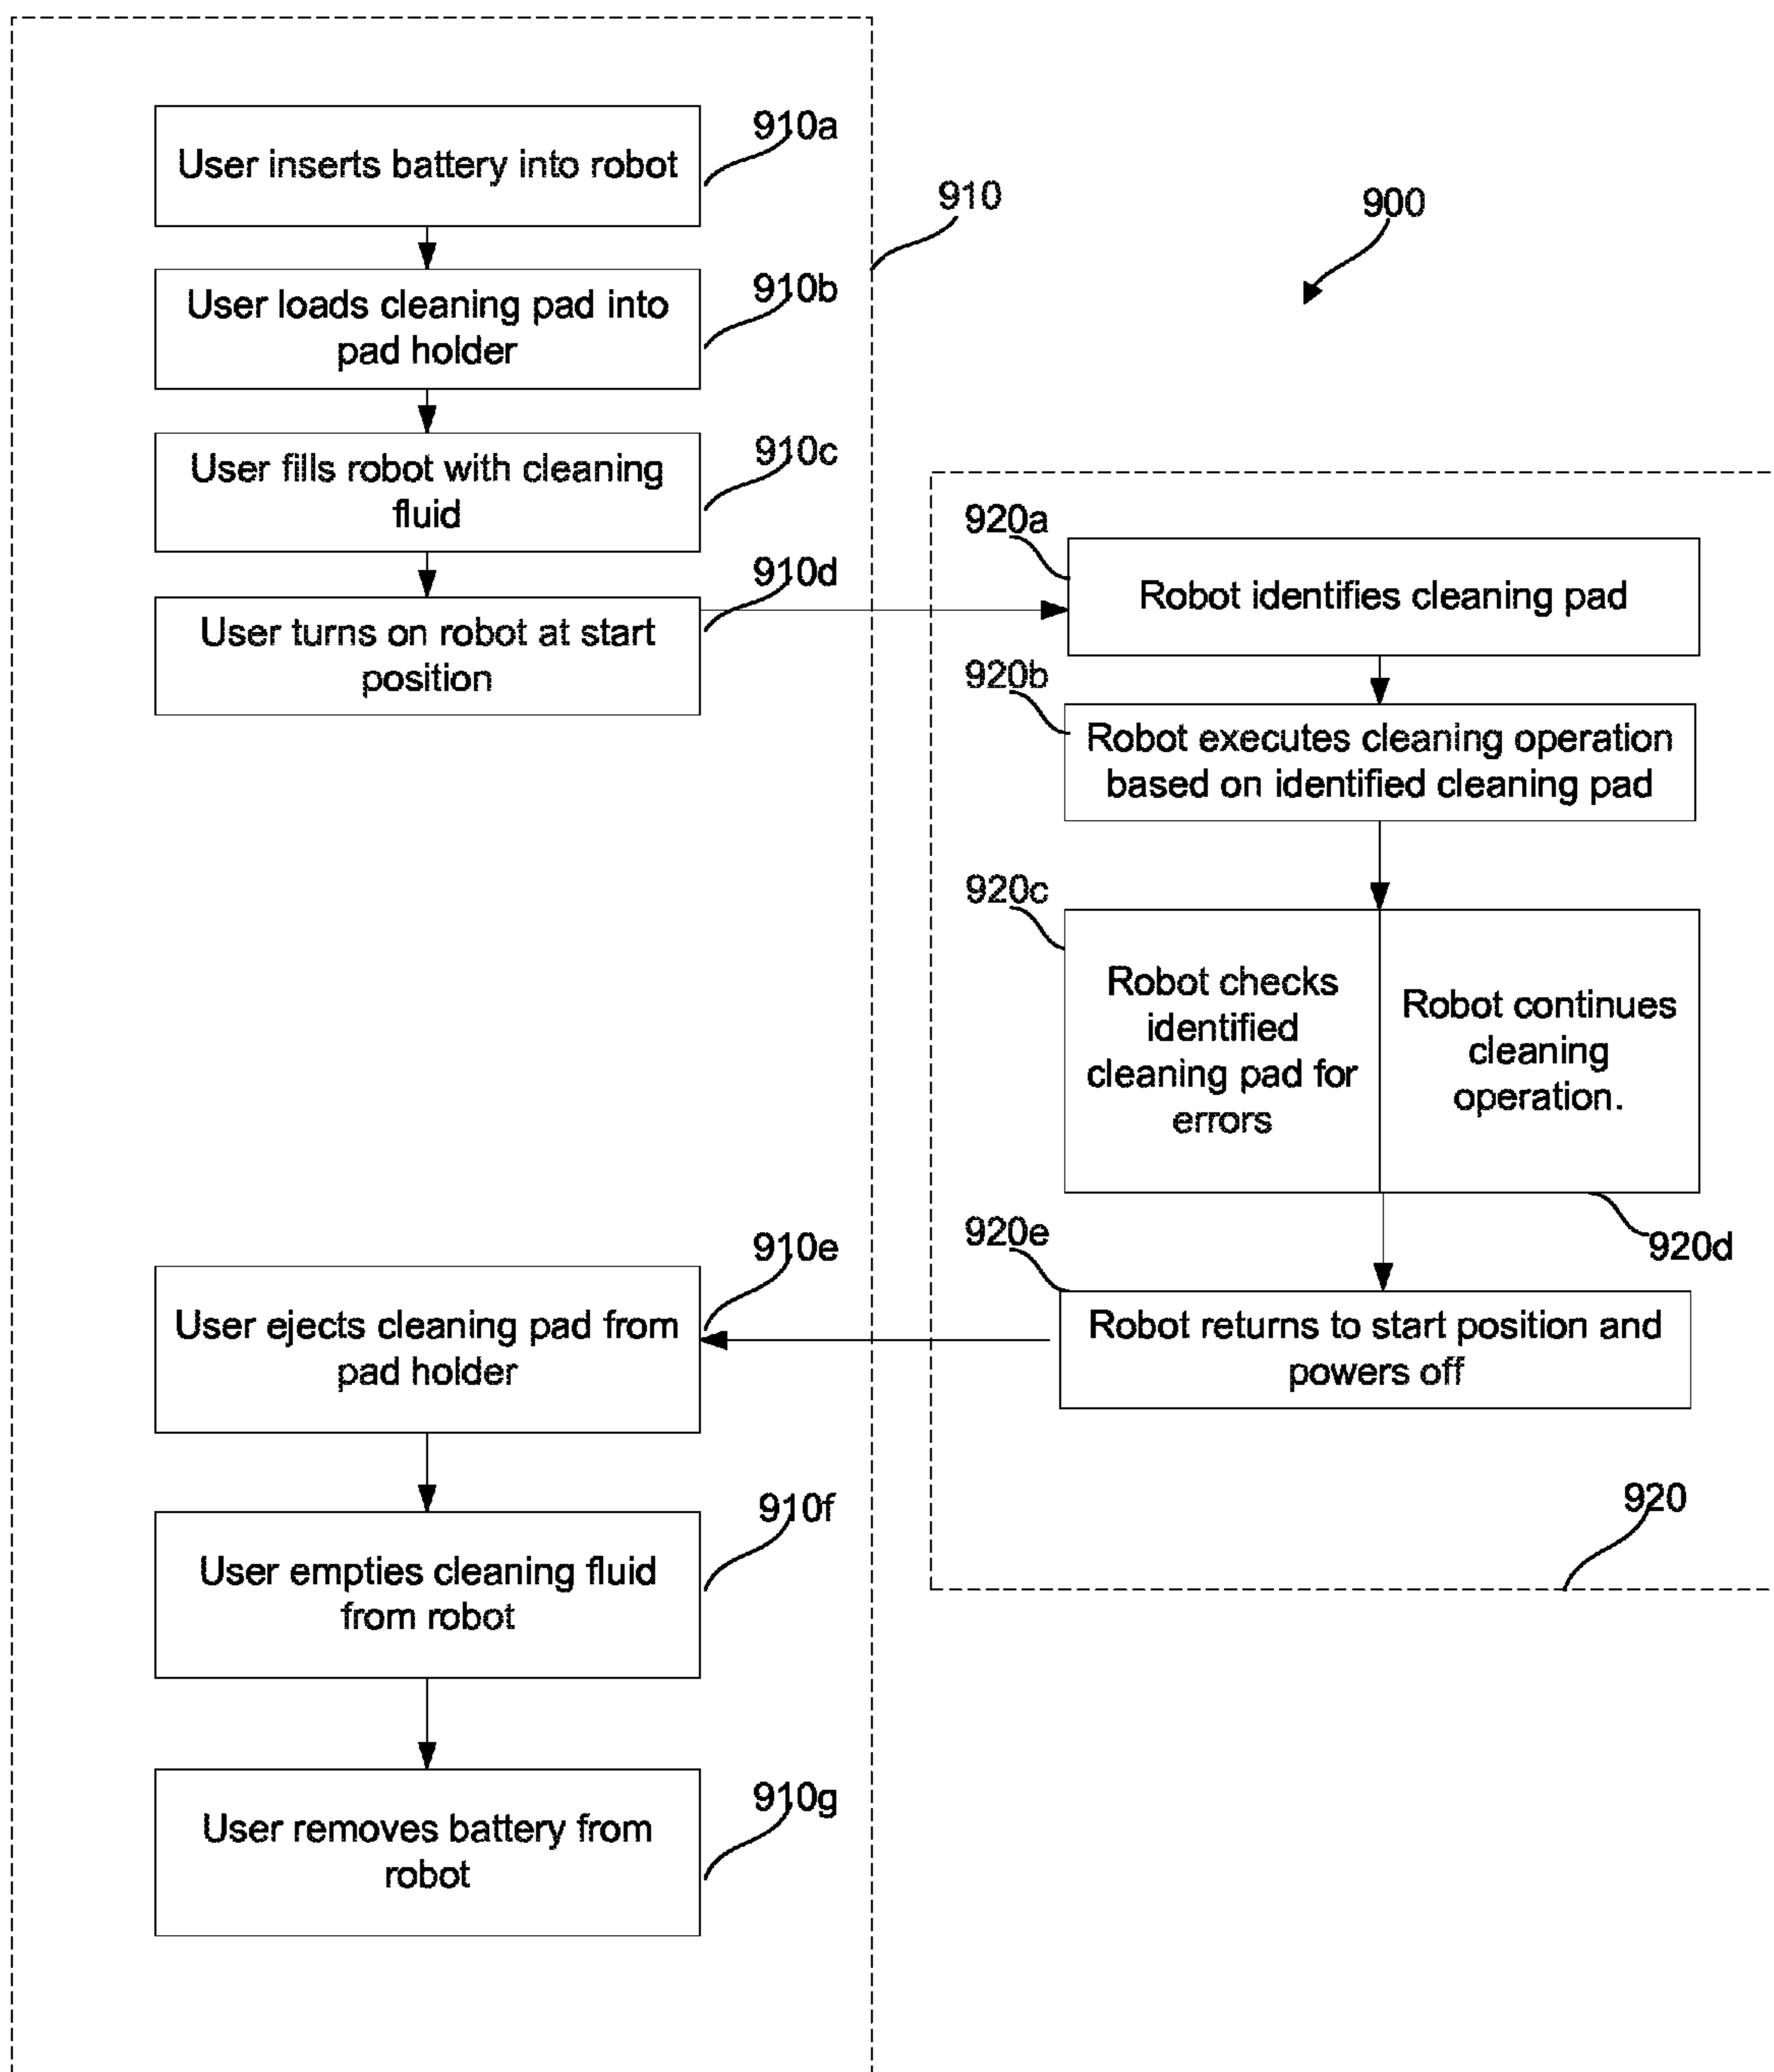 910a
User inserts battery into robot
910
900
910b
User loads cleaning pad into
pad holder
910c
User fills robot with cleaning
fluid
910d
User turns on robot at start
position
920a
Robot identifies cleaning pad
920b
Robot executes cleaning operation
based on identified cleaning pad
920c
Robot checks
identified
cleaning pad for
errors
Robot continues
cleaning
operation.
920d
920e
Robot returns to start position and
powers off
910e
User ejects cleaning pad from
pad holder
920
910f
User empties cleaning fluid
from robot
910g
User removes battery from
robot